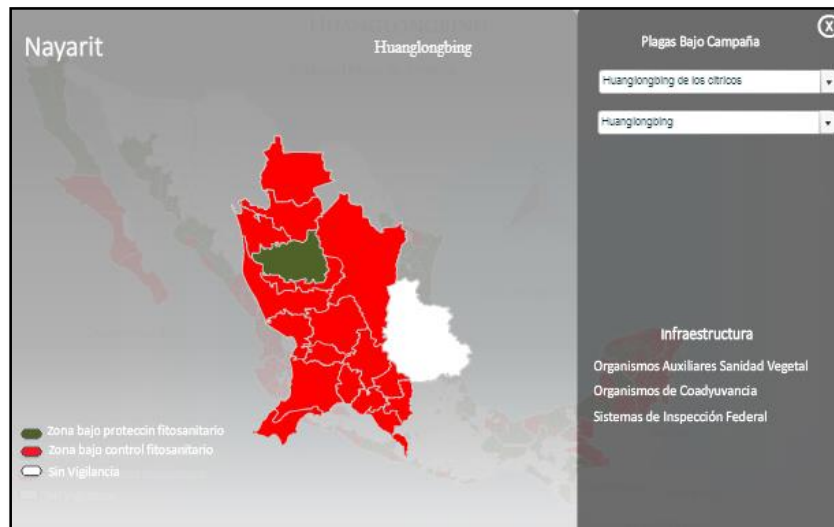 Nayarit
Huanglongbing
Zona bajo proteccin fitosanitario
Zona bajo control fitosanitario
Sin Vigilancia
X
Plagas Bajo Campaña
Huanglongbing de los cítricos
Huanglongbing
Infraestructura
Organismos Auxiliares Sanidad Vegetal
Organismos de Coadyuvancia
Sistemas de Inspección Federal